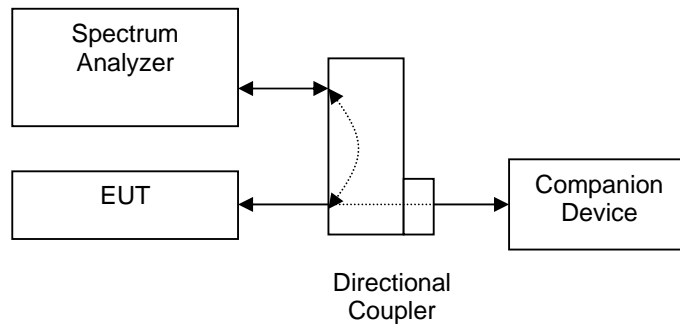 Spectrum
Analyzer
EUT
Companion
Device
Directional
Coupler